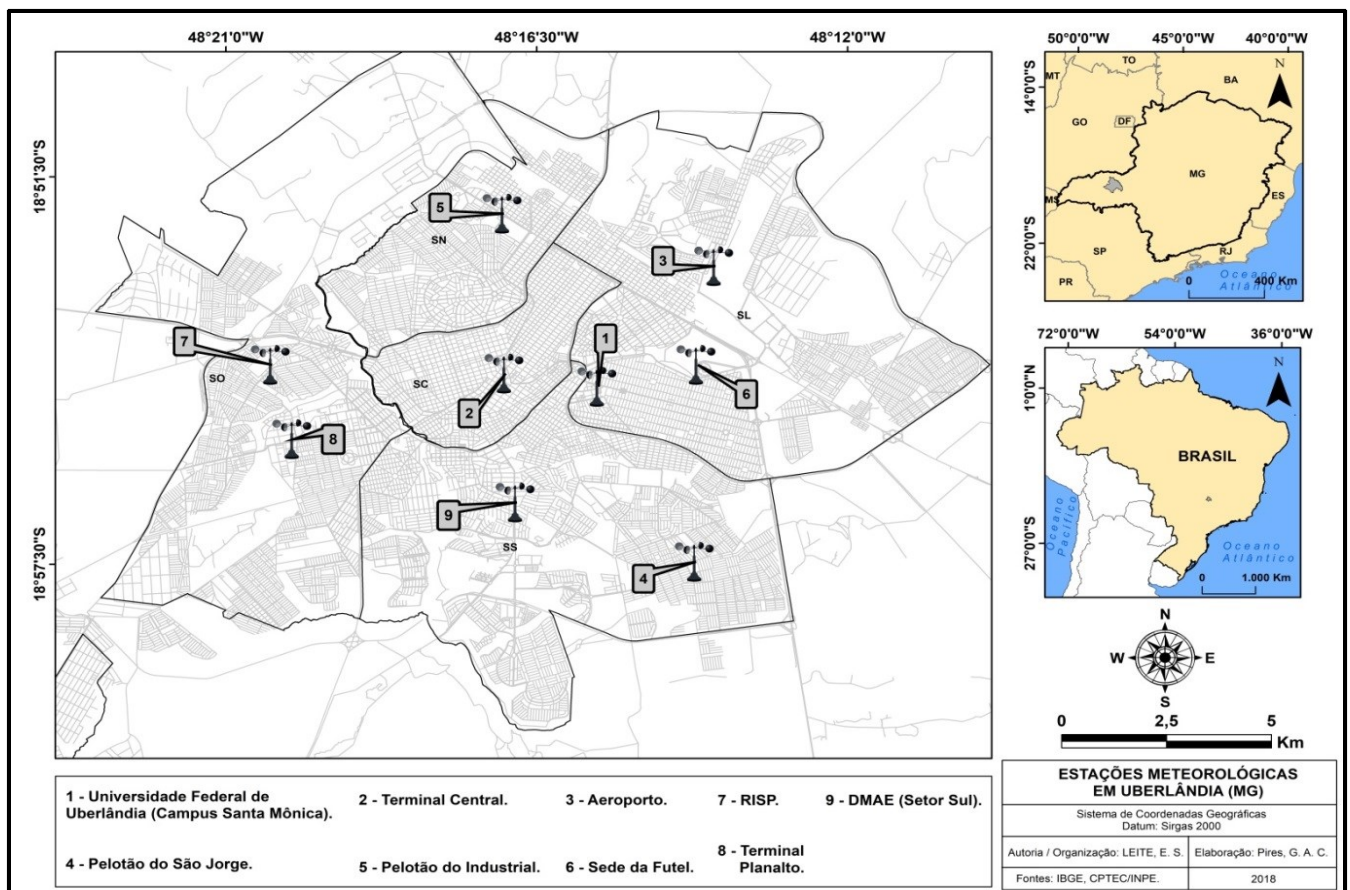 48°21'0"W
48°16'30"W
48°12'0"W
18°51'30"S
18°57'30"S
5
SN
3
SL
7
1
SO
SC
2
6
8
9
SS
4
50°0'0"W
45°0'0"W
40°0'0"W
14°0'0"S
22°0'0"S
TO
MT
BA
N
GO
DF
MG
MS
ES
SP
RJ
PR
Oceano
Atlântico
0
400 Km
72°0'0"W
54°0'0"W
36°0'0"W
1°0'0"N
27°0'0"S
N
BRASIL
Oceano
Pacífico
Oceano
Atlântico
0
1.000 Km
N
W
E
S
0
2,5
5
Km
1 - Universidade Federal de
Uberlândia (Campus Santa Mônica).
2 - Terminal Central.
3 - Aeroporto.
7 - RISP.
9 - DMAE (Setor Sul).
4 - Pelotão do São Jorge.
5 - Pelotão do Industrial.
6 - Sede da Futel.
8 - Terminal
Planalto.
ESTAÇÕES METEOROLÓGICAS
EM UBERLÂNDIA (MG)
Sistema de Coordenadas Geográficas
Datum: Sirgas 2000
Autoria / Organização: LEITE, E. S.
Elaboração: Pires, G. A. C.
Fontes: IBGE, CPTEC/INPE.
2018